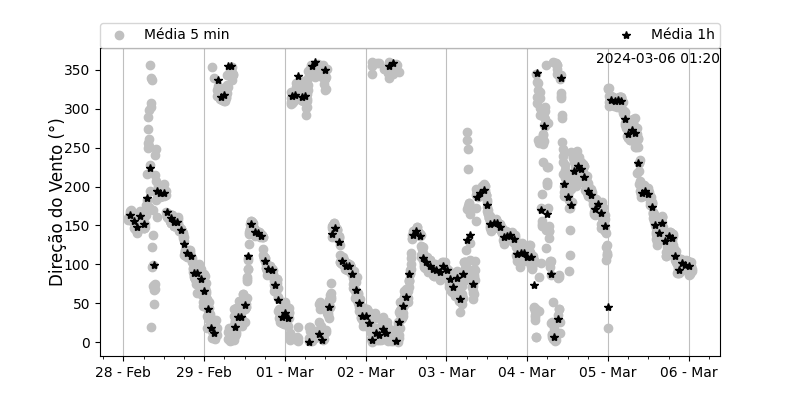 Média 5 min
Média 1h
2024-03-06 01:20
Direção do Vento (°)
350
300
250
200
150
100
50
0
28 - Feb
29 - Feb
01 - Mar
02 - Mar
03 - Mar
04 - Mar
05 - Mar
06 - Mar